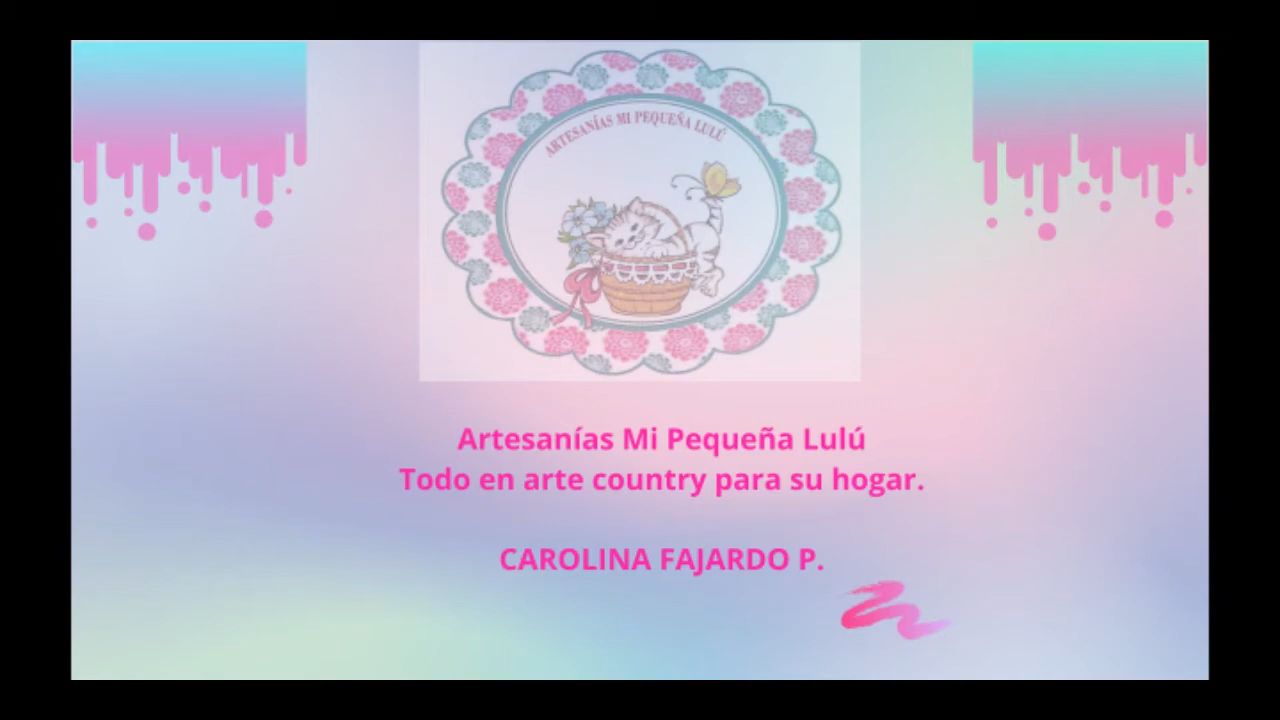 ARTESANÍAS MI PEQUEÑA LULÚ
Artesanías Mi Pequeña Lulú
Todo en arte country para su hogar.
CAROLINA FAJARDO P.